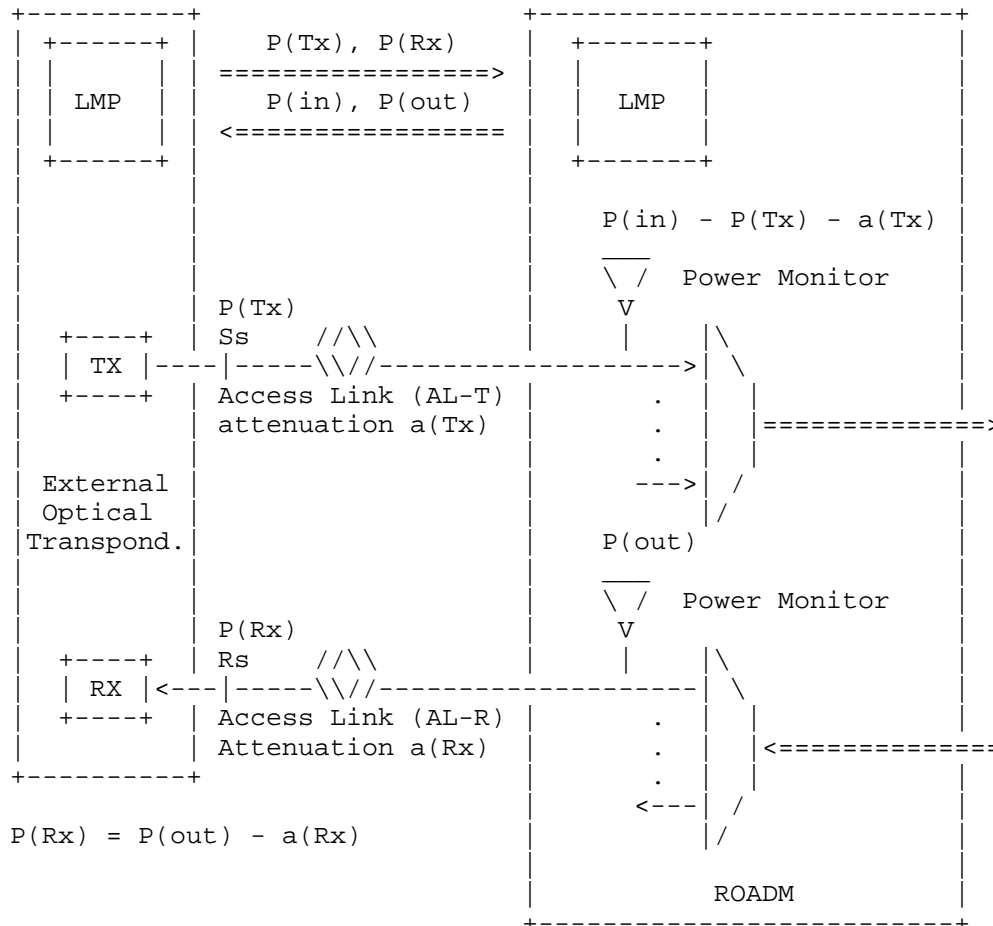 P(Tx), P(Rx)
LMP
P(in), P(out)
LMP
P(in) - P(Tx) - a(Tx)
Power Monitor
P(Tx)
Ss
TX
Access Link (AL-T)
attenuation a(Tx)
External
Optical
Transpond.
P(out)
Power Monitor
P(Rx)
Rs
RX
Access Link (AL-R)
Attenuation a(Rx)
P(Rx) = P(out) - a(Rx)
ROADM